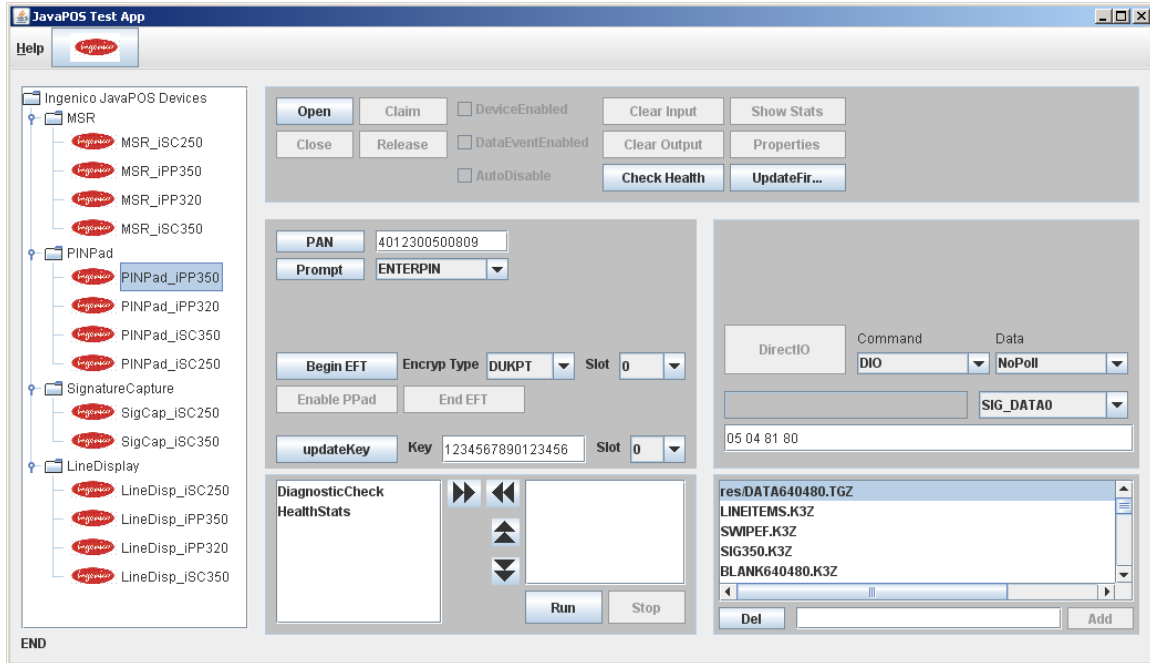 JavaPOS Test App
Help
ingenico
Ingenico JavaPOS Devices
MSR
MSR_iSC250
MSR_iPP350
MSR_iPP320
MSR_iSC350
PINPad
PINPad_iPP350
PINPad_iPP320
PINPad_iSC350
PINPad_iSC250
SignatureCapture
SigCap_iSC250
SigCap_iSC350
LineDisplay
LineDisp_iSC250
LineDisp_iPP350
LineDisp_iPP320
LineDisp_iSC350
END
Open Claim DeviceEnabled Clear Input Show Stats
Close Release DataEventEnabled Clear Output Properties
AutoDisable Check Health UpdateFir...
PAN 4012300500809
Prompt ENTERPIN
Begin EFT Encryp Type DUKPT Slot 0
Enable PPad End EFT
updateKey Key 1234567890123456 Slot 0
Command Data
DirectIO DIO NoPoll
SIG_DATA0
05 04 81 80
DiagnosticCheck
HealthStats
Run Stop
res/DATA640480.TGZ
LINEITEMS.K3Z
SWIPEF.K3Z
SIG350.K3Z
BLANK640480.K3Z
Del Add